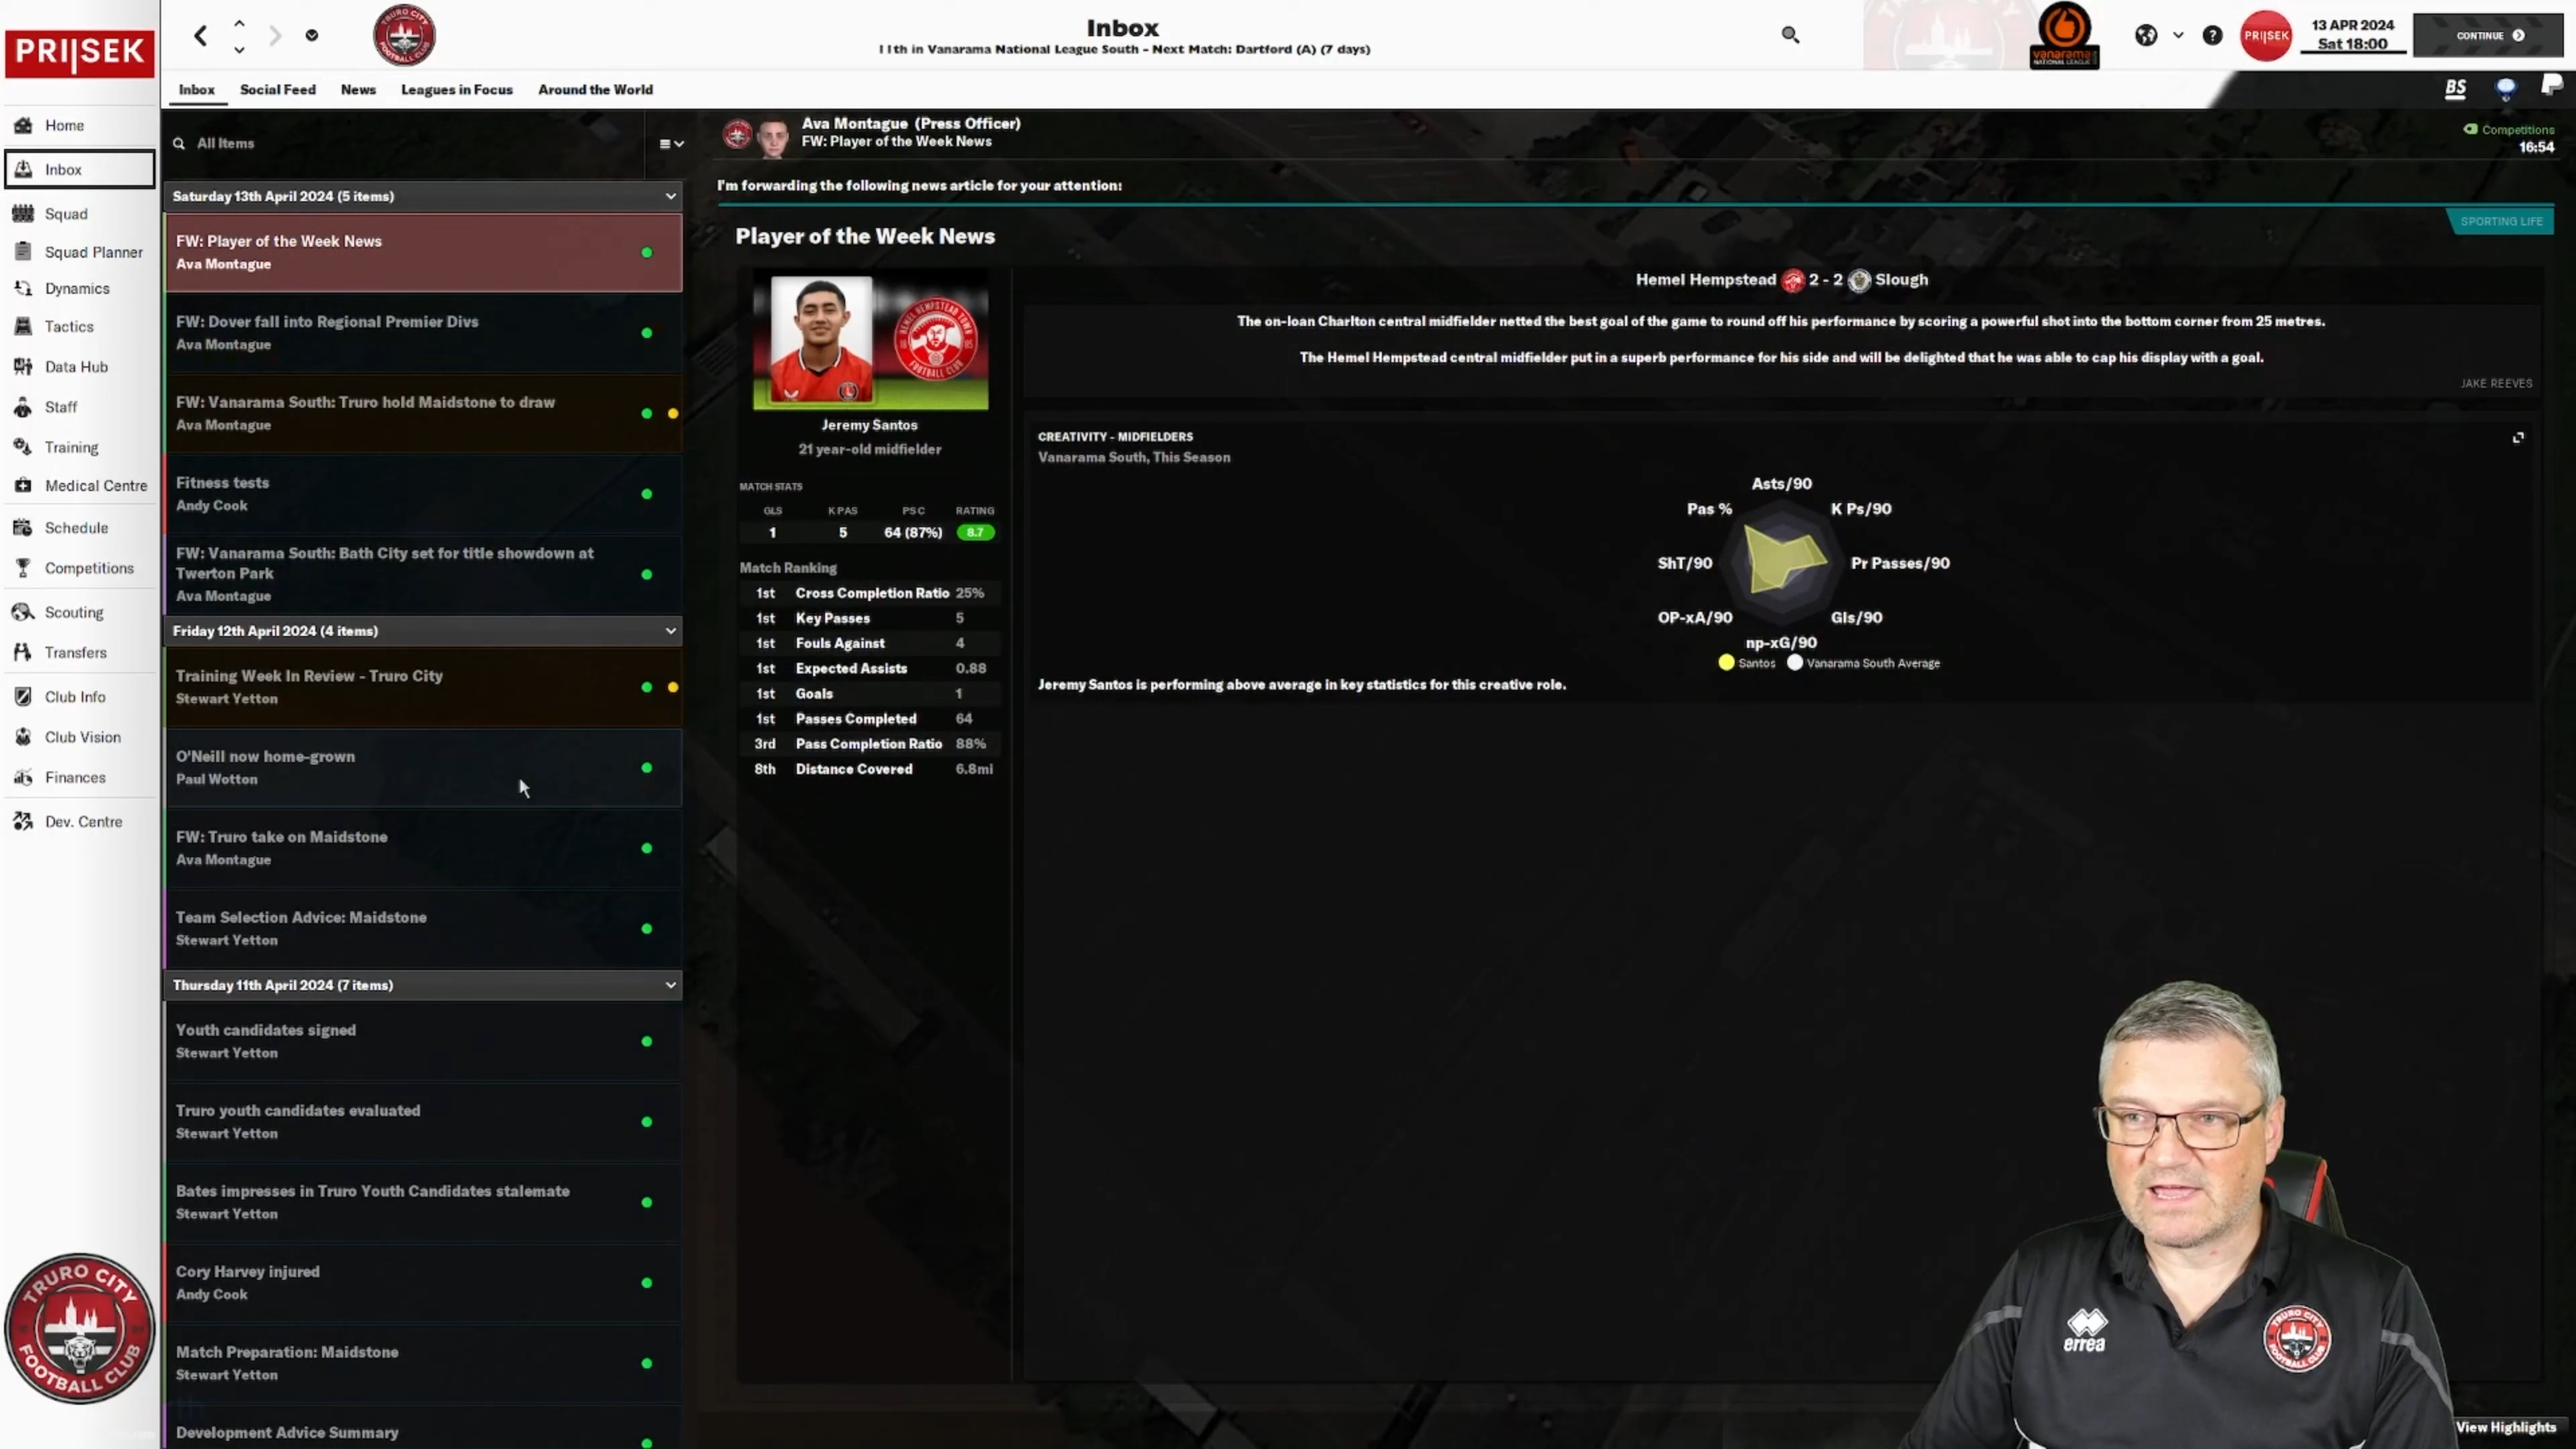 PRIJSEK
Home
Inbox
Squad
Squad Planner
Dynamics
Tactics
Data Hub
Staff
Training
Medical Centre
Schedule
Competitions
Scouting
Transfers
Club Info
Club Vision
Finances
Dev. Centre
TRURO CITY
FOOTBALL CLUB
Inbox
11th in Vanarama National League South - Next Match: Dartford (A) (7 days)
vanarama
NATIONAL LEAGUE
PRIJSEK
13 APR 2024
Sat 18:00
CONTINUE
Inbox
Social Feed
News
Leagues in Focus
Around the World
BS
All Items
Saturday 13th April 2024 (5 items)
FW: Player of the Week News
Ava Montague
FW: Dover fall into Regional Premier Divs
Ava Montague
FW: Vanarama South: Truro hold Maidstone to draw
Ava Montague
Fitness tests
Andy Cook
FW: Vanarama South: Bath City set for title showdown at
Twerton Park
Ava Montague
Friday 12th April 2024 (4 items)
Training Week In Review - Truro City
Stewart Yetton
O'Neill now home-grown
Paul Wotton
FW: Truro take on Maidstone
Ava Montague
Team Selection Advice: Maidstone
Stewart Yetton
Thursday 11th April 2024 (7 items)
Youth candidates signed
Stewart Yetton
Truro youth candidates evaluated
Stewart Yetton
Bates impresses in Truro Youth Candidates stalemate
Stewart Yetton
Cory Harvey injured
Andy Cook
Match Preparation: Maidstone
Stewart Yetton
Development Advice Summary
Ava Montague (Press Officer)
FW: Player of the Week News
Competitions
16:54
I'm forwarding the following news article for your attention:
SPORTING LIFE
Player of the Week News
HEMEL HEMPSTEAD TOWN
FOOTBALL CLUB
Jeremy Santos
21 year-old midfielder
MATCH STATS
GLS K PAS PS C RATING
1 5 64 (87%) 8.7
Match Ranking
1st Cross Completion Ratio 25%
1st Key Passes 5
1st Fouls Against 4
1st Expected Assists 0.88
1st Goals 1
1st Passes Completed 64
3rd Pass Completion Ratio 88%
8th Distance Covered 6.8mi
Hemel Hempstead 2 - 2 Slough
The on-loan Charlton central midfielder netted the best goal of the game to round off his performance by scoring a powerful shot into the bottom corner from 25 metres.
The Hemel Hempstead central midfielder put in a superb performance for his side and will be delighted that he was able to cap his display with a goal.
JAKE REEVES
CREATIVITY - MIDFIELDERS
Vanarama South, This Season
Asts/90
Pas %
K Ps/90
ShT/90
Pr Passes/90
OP-xA/90
Gls/90
np-xG/90
Santos
Vanarama South Average
Jeremy Santos is performing above average in key statistics for this creative role.
errea
TRURO CITY
FOOTBALL CLUB
View Highlights